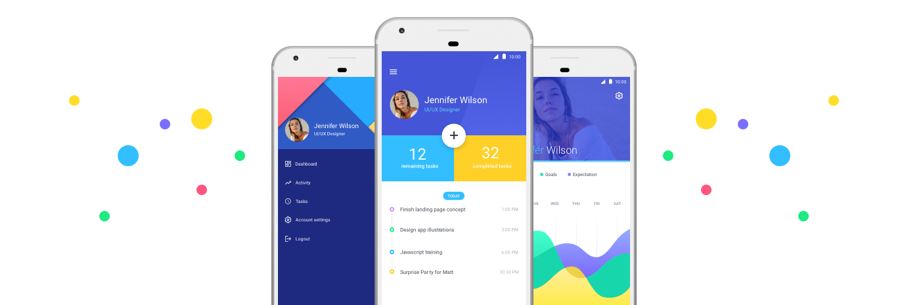 Jennifer Wilson
UI/UX Designer
Dashboard
Activity
Tasks
Account settings
Logout
10:00
Jennifer Wilson
UI/UX Designer
+
12
remaining tasks
32
completed tasks
TODAY
Finish landing page concept
1:00 PM
Design app illustrations
3:00 PM
Javascript training
6:00 PM
Surprise Party for Matt
10:30 PM
10:00
fer Wilson
Goals
Expectation
WED
THU
FRI
SAT